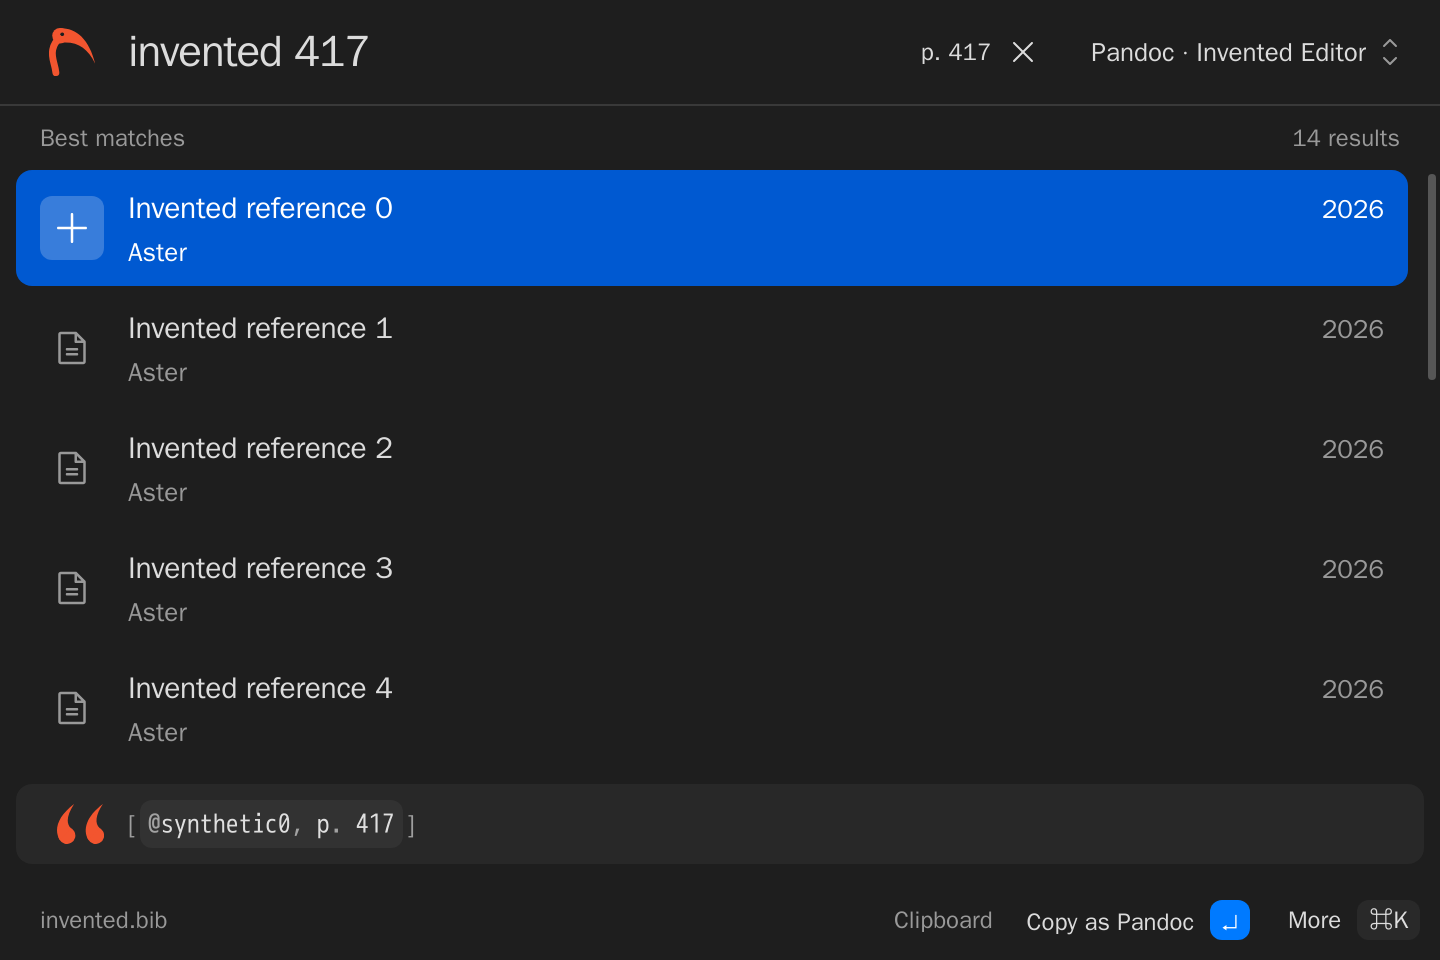 invented 417
p. 417
Pandoc · Invented Editor
Best matches
14 results
Invented reference 0
2026
Aster
Invented reference 1
2026
Aster
Invented reference 2
2026
Aster
Invented reference 3
2026
Aster
Invented reference 4
2026
Aster
[@synthetic0, p. 417]
invented.bib
Clipboard
Copy as Pandoc
More
⌘K